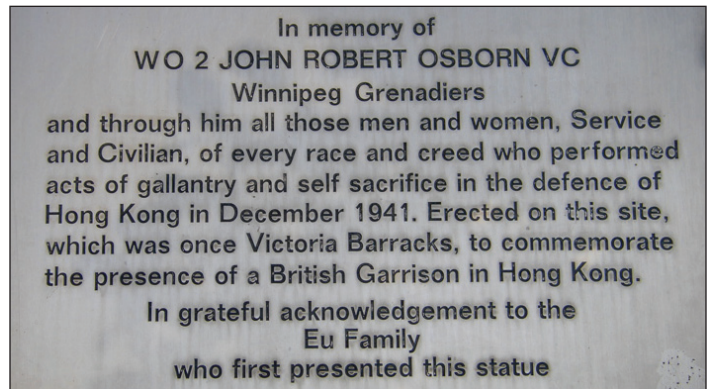 In memory of
WO 2 JOHN ROBERT OSBORN VC
Winnipeg Grenadiers
and through him all those men and women, Service
and Civilian, of every race and creed who performed
acts of gallantry and self sacrifice in the defence of
Hong Kong in December 1941. Erected on this site,
which was once Victoria Barracks, to commemorate
the presence of a British Garrison in Hong Kong.
In grateful acknowledgement to the
Eu Family
who first presented this statue